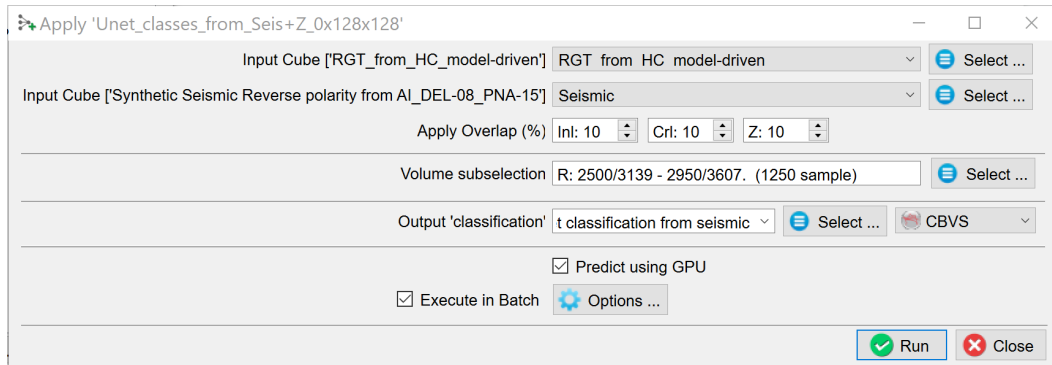 Apply 'Unet_classes_from_Seis+Z_0x128x128'
Input Cube ['RGT_from_HC_model-driven'] RGT from HC model-driven Select ...
Input Cube ['Synthetic Seismic Reverse polarity from AI_DEL-08_PNA-15'] Seismic Select ...
Apply Overlap (%) Inl: 10 Crl: 10 Z: 10
Volume subselection R: 2500/3139 - 2950/3607. (1250 sample) Select ...
Output 'classification' t classification from seismic Select ... CBVS
Predict using GPU
Execute in Batch Options ...
Run Close